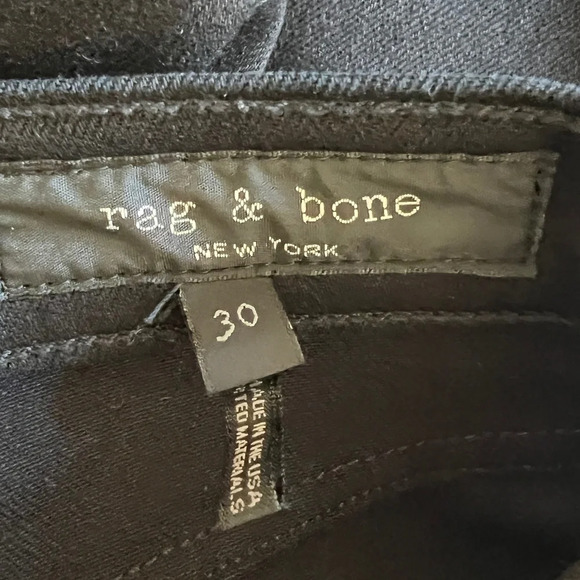 rag & bone
NEW YORK
30
MADE IN THE USA
MATERIALS